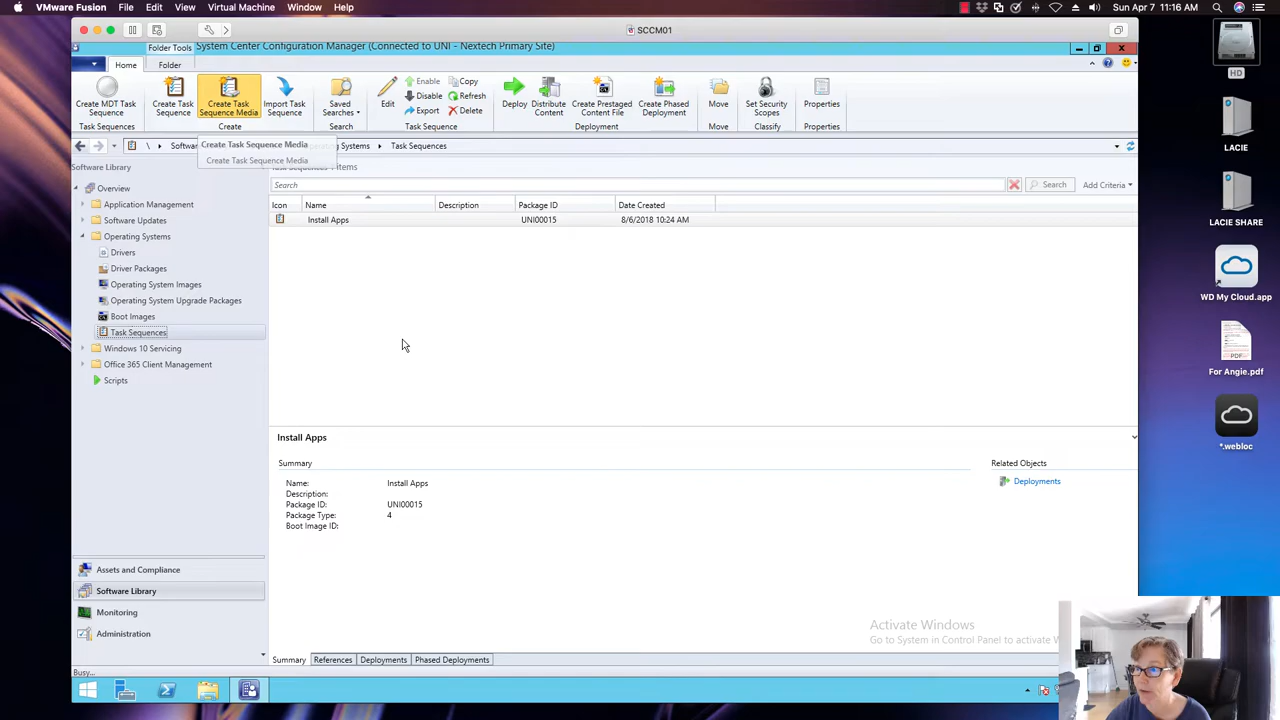 VMware Fusion File Edit View Virtual Machine Window Help Sun Apr 7 11:16 AM
SCCM01
Folder Tools System Center Configuration Manager (Connected to UNI - Nextech Primary Site)
Home Folder
Create MDT Task Sequence
Create Task Sequence
Create Task Sequence Media
Import Task Sequence
Saved Searches
Edit
Enable
Disable
Export
Copy
Refresh
Delete
Deploy
Distribute Content
Create Prestaged Content File
Create Phased Deployment
Move
Set Security Scopes
Properties
Task Sequences Create Search Task Sequence Deployment Move Classify Properties
\ Softwar
Operating Systems Task Sequences
Create Task Sequence Media
Create Task Sequence Media
Software Library
Overview
Application Management
Software Updates
Operating Systems
Drivers
Driver Packages
Operating System Images
Operating System Upgrade Packages
Boot Images
Task Sequences
Windows 10 Servicing
Office 365 Client Management
Scripts
Assets and Compliance
Software Library
Monitoring
Administration
Busy...
Task Sequences 1 items
Search Search Add Criteria
Icon Name Description Package ID Date Created
Install Apps UNI00015 8/6/2018 10:24 AM
Install Apps
Summary
Name: Install Apps
Description:
Package ID: UNI00015
Package Type: 4
Boot Image ID:
Related Objects
Deployments
Activate Windows
Go to System in Control Panel to activate W
Summary References Deployments Phased Deployments
HD
LACIE
LACIE SHARE
WD My Cloud.app
PDF
For Angie.pdf
*.webloc